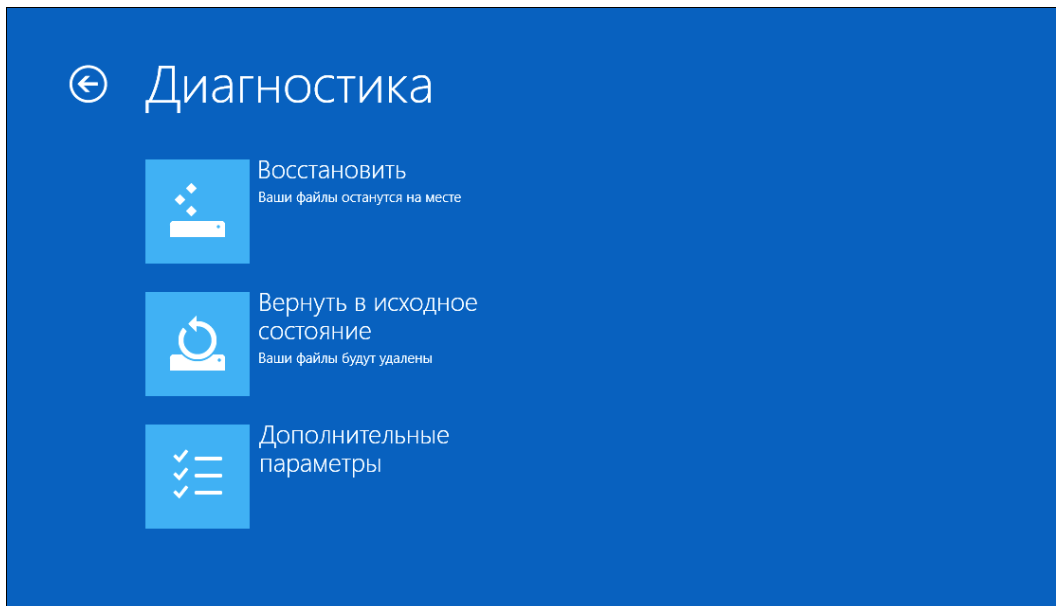 Диагностика
Восстановить
Ваши файлы останутся на месте
Вернуть в исходное
состояние
Ваши файлы будут удалены
Дополнительные
параметры